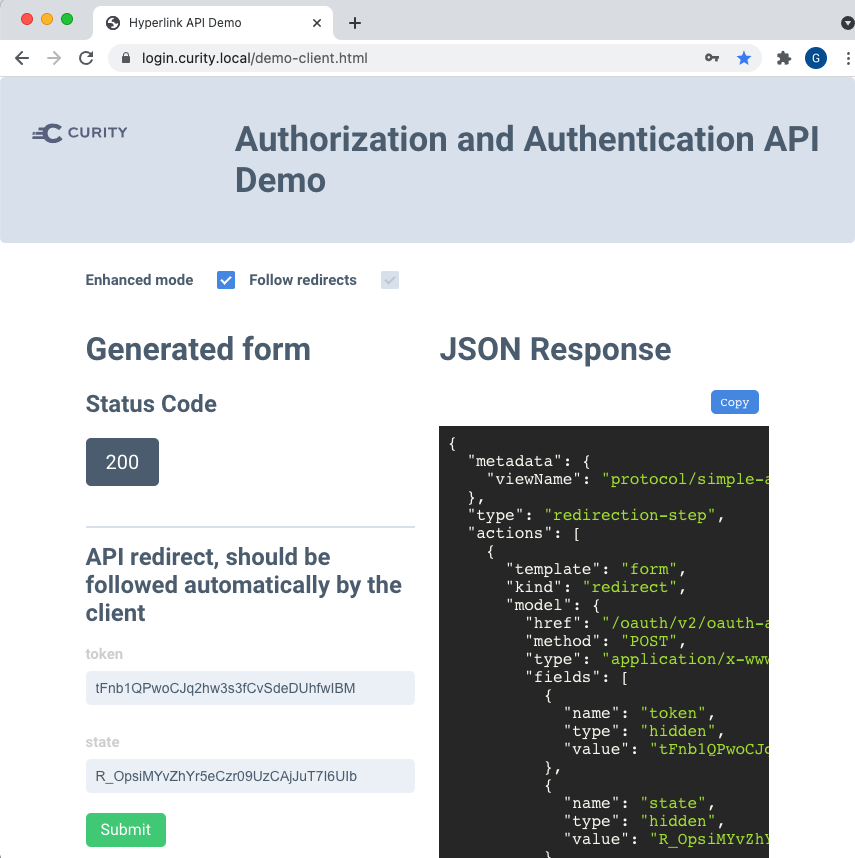 Hyperlink API Demo
login.curity.local/demo-client.html
G
CURITY
Authorization and Authentication API
Demo
Enhanced mode
Follow redirects
Generated form
Status Code
200
API redirect, should be
followed automatically by the
client
token
tFnb1QPwoCJq2hw3s3fCvSdeDUhfwIBM
state
R_OpsiMYvZhYr5eCzr09UzCAjJuT7I6UIb
Submit
JSON Response
Copy
{
"metadata": {
"viewName": "protocol/simple-a
},
"type": "redirection-step",
"actions": [
{
"template": "form",
"kind": "redirect",
"model": {
"href": "/oauth/v2/oauth-a
"method": "POST",
"type": "application/x-www
"fields": [
{
"name": "token",
"type": "hidden",
"value": "tFnb1QPwoCJq
},
{
"name": "state",
"type": "hidden",
"value": "R_OpsiMYvZhY
}